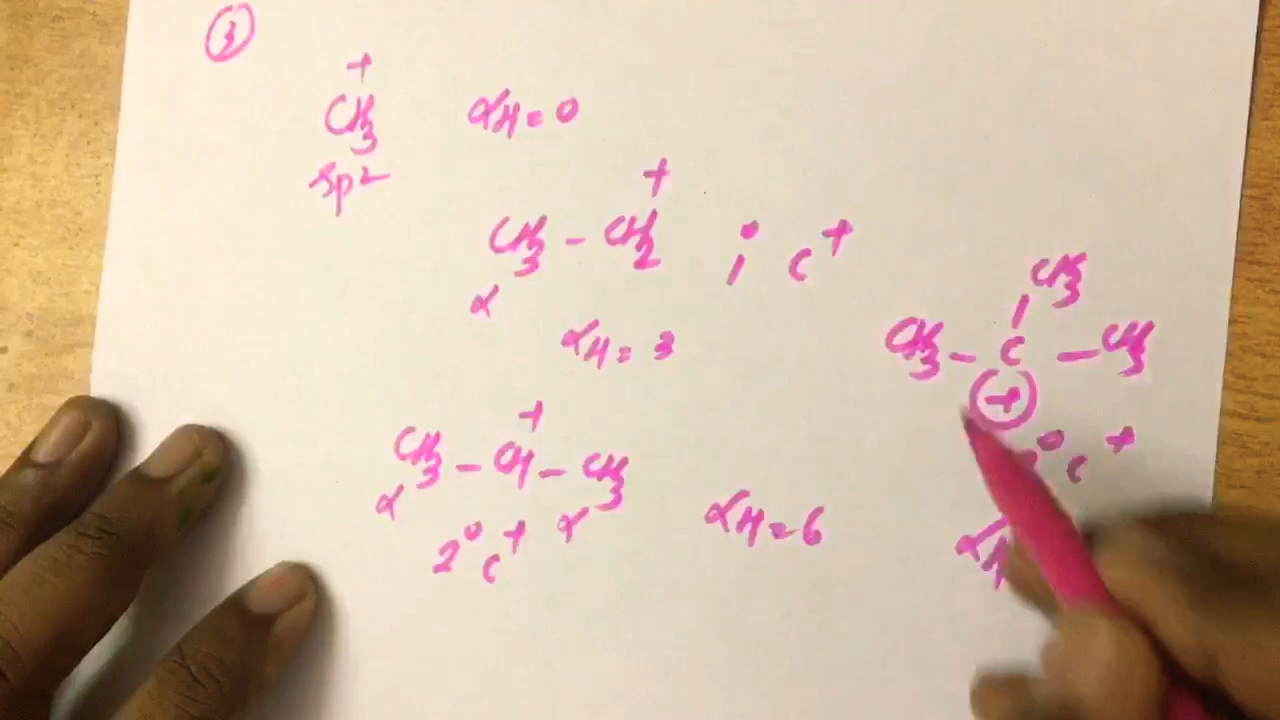 3
+
CH3 αH = 0
sp2
+
CH3 - CH2 1° C+
α
αH = 3
CH3
|
CH3 - C - CH3
+
° C+
αH
+
CH3 - CH - CH3
α α
2° C+
αH = 6